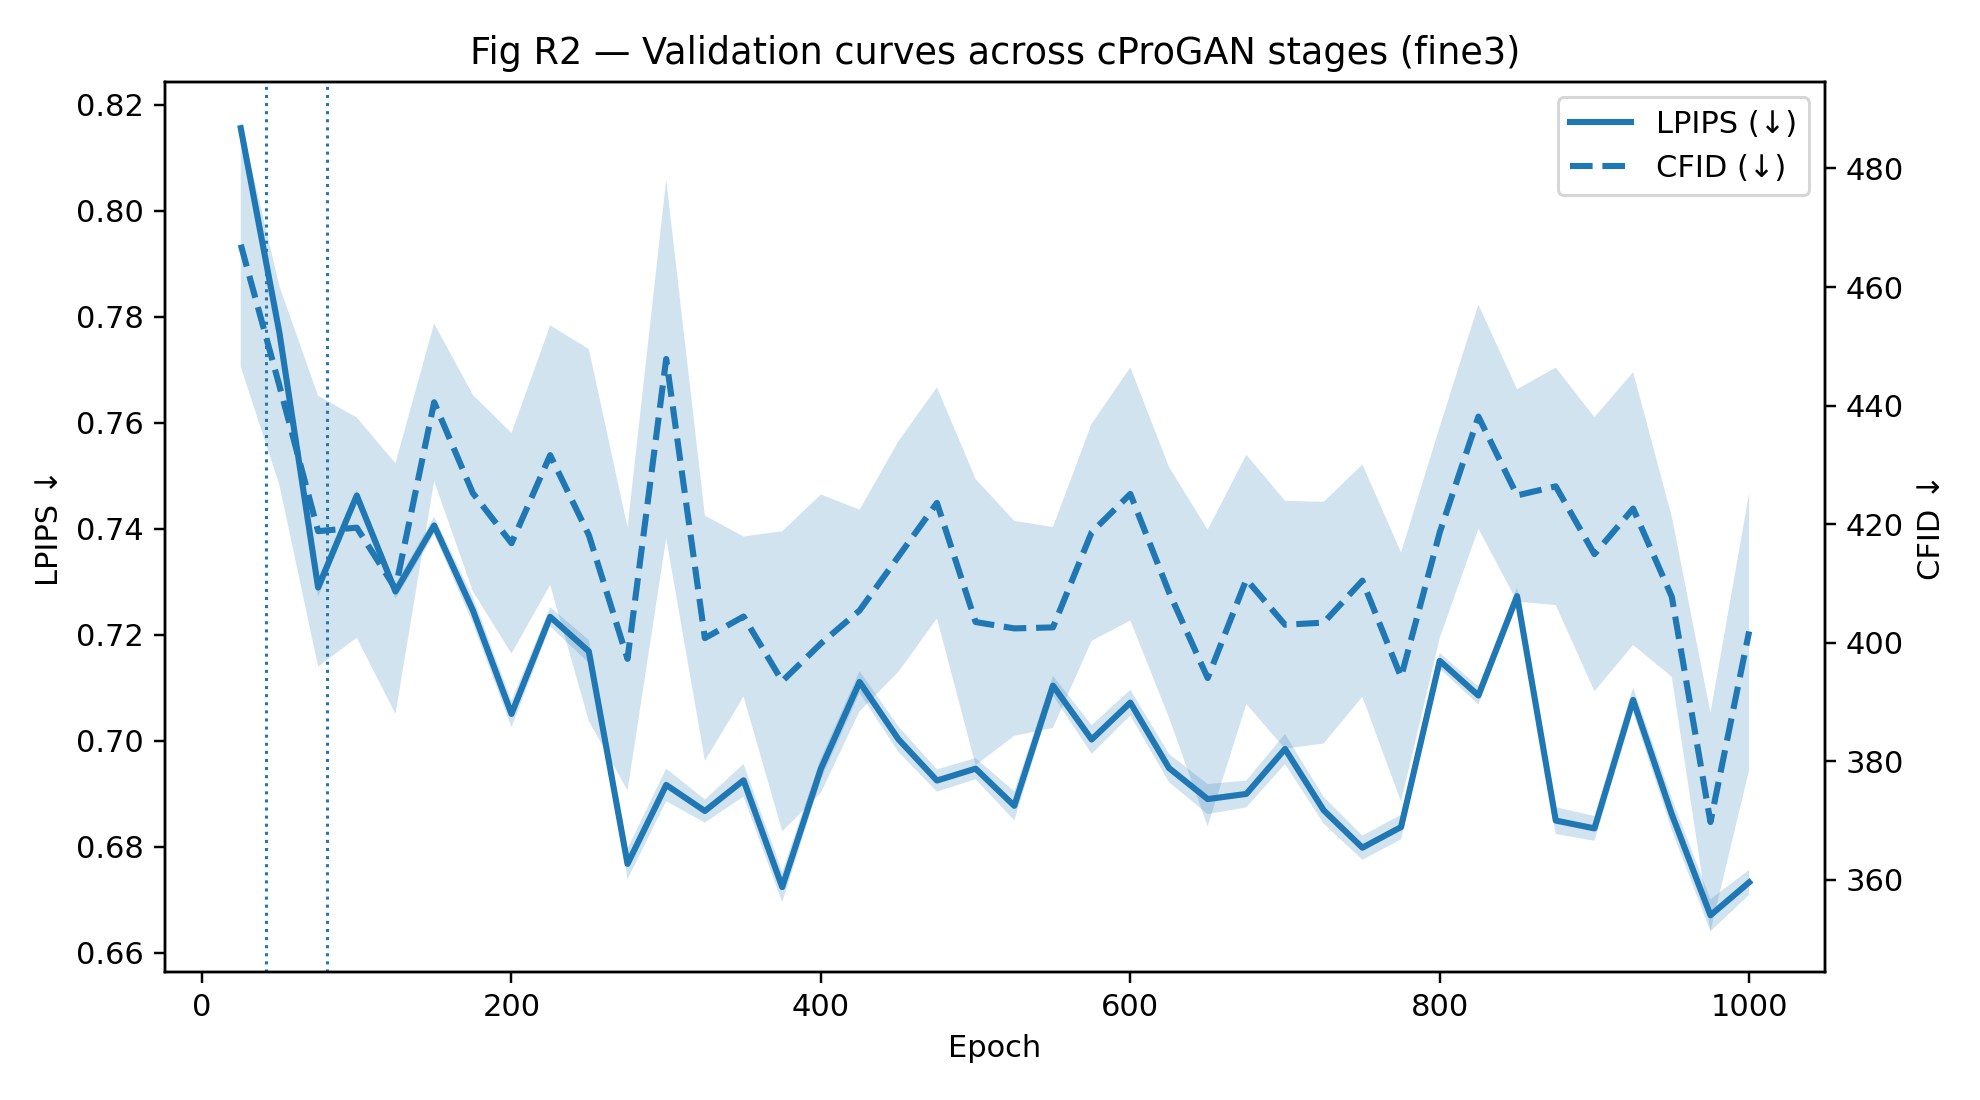 Fig R2 — Validation curves across cProGAN stages (fine3)
LPIPS (↓)
CFID (↓)
0.82
0.80
0.78
0.76
0.74
0.72
0.70
0.68
0.66
LPIPS ↓
480
460
440
420
400
380
360
CFID ↓
0 200 400 600 800 1000
Epoch